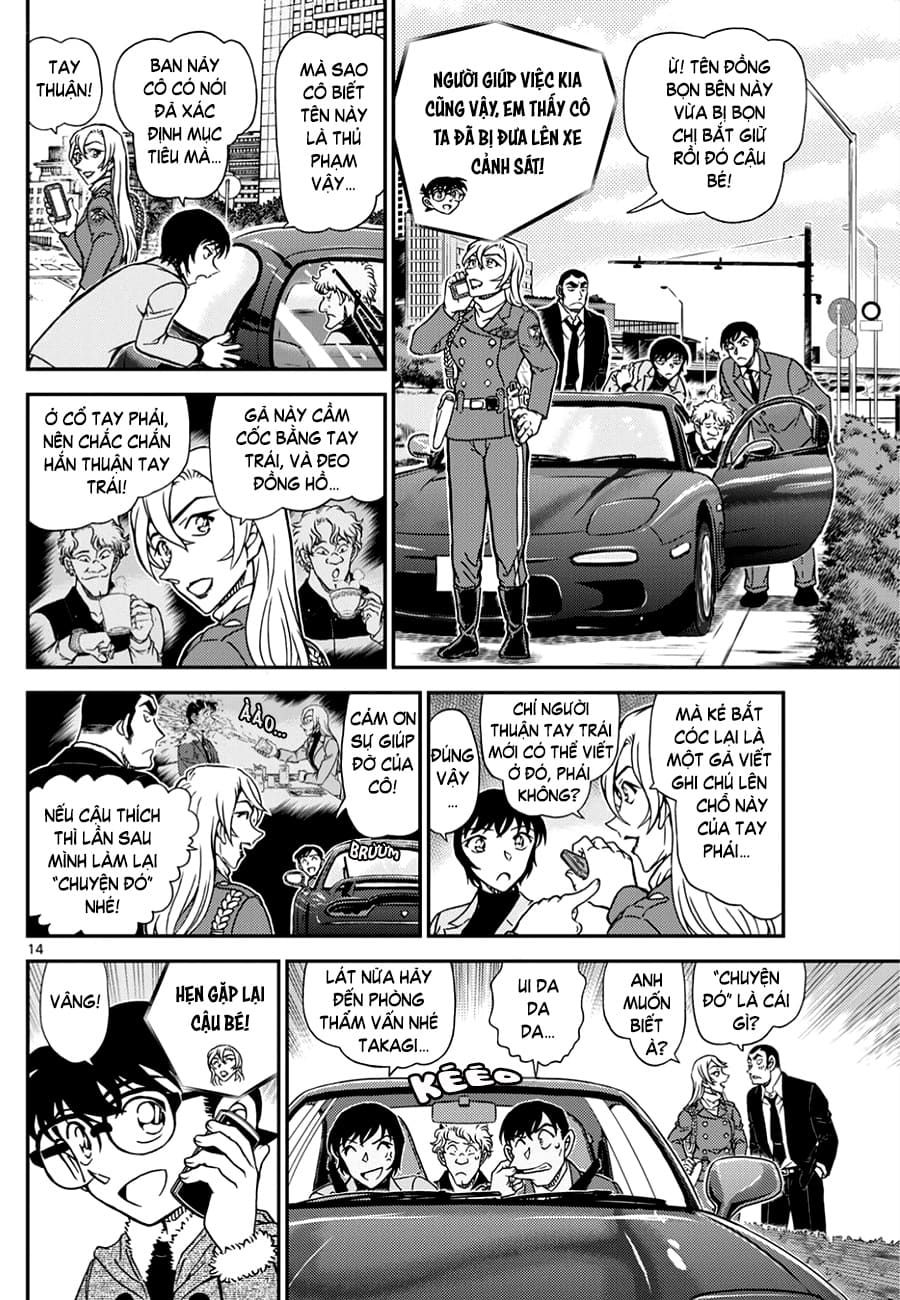 Ừ! TÊN ĐỒNG
BỌN BÊN NÀY
VỪA BỊ BỌN
CHỊ BẮT GIỮ
RỒI ĐÓ CẬU
BÉ!
NGƯỜI GIÚP VIỆC KIA
CŨNG VẬY, EM THẤY CÔ
TA ĐÃ BỊ ĐƯA LÊN XE
CẢNH SÁT!
MÀ SAO
CÔ BIẾT
TÊN NÀY
LÀ THỦ
PHẠM
VẬY...
BAN NÃY
CÔ CÓ NÓI
ĐÃ XÁC
ĐỊNH MỤC
TIÊU MÀ...
TAY
THUẬN!
GÃ NÀY CẦM
CỐC BẰNG TAY
TRÁI, VÀ ĐEO
ĐỒNG HỒ...
Ở CỔ TAY PHẢI,
NÊN CHẮC CHẮN
HẮN THUẬN TAY
TRÁI!
MÀ KẺ BẮT
CÓC LẠI LÀ
MỘT GÃ VIẾT
GHI CHÚ LÊN
CHỖ NÀY
CỦA TAY
PHẢI...
CHỈ NGƯỜI
THUẬN TAY TRÁI
MỚI CÓ THỂ VIẾT
Ở ĐÓ, PHẢI
KHÔNG?
ĐÚNG
VẬY
...
CẢM ƠN
SỰ GIÚP
ĐỠ CỦA
CÔ!
ÀÀO...
BRUUM
NẾU CẬU THÍCH
THÌ LẦN SAU
MÌNH LÀM LẠI
“CHUYỆN ĐÓ”
NHÉ!
14
“CHUYỆN
ĐÓ” LÀ CÁI
GÌ?
ANH
MUỐN
BIẾT
À?
UI DA
DA
DA...
LÁT NỮA HÃY
ĐẾN PHÒNG
THẨM VẤN NHÉ
TAKAGI...
KÉÉO
HẸN GẶP LẠI
CẬU BÉ!
VÂNG!